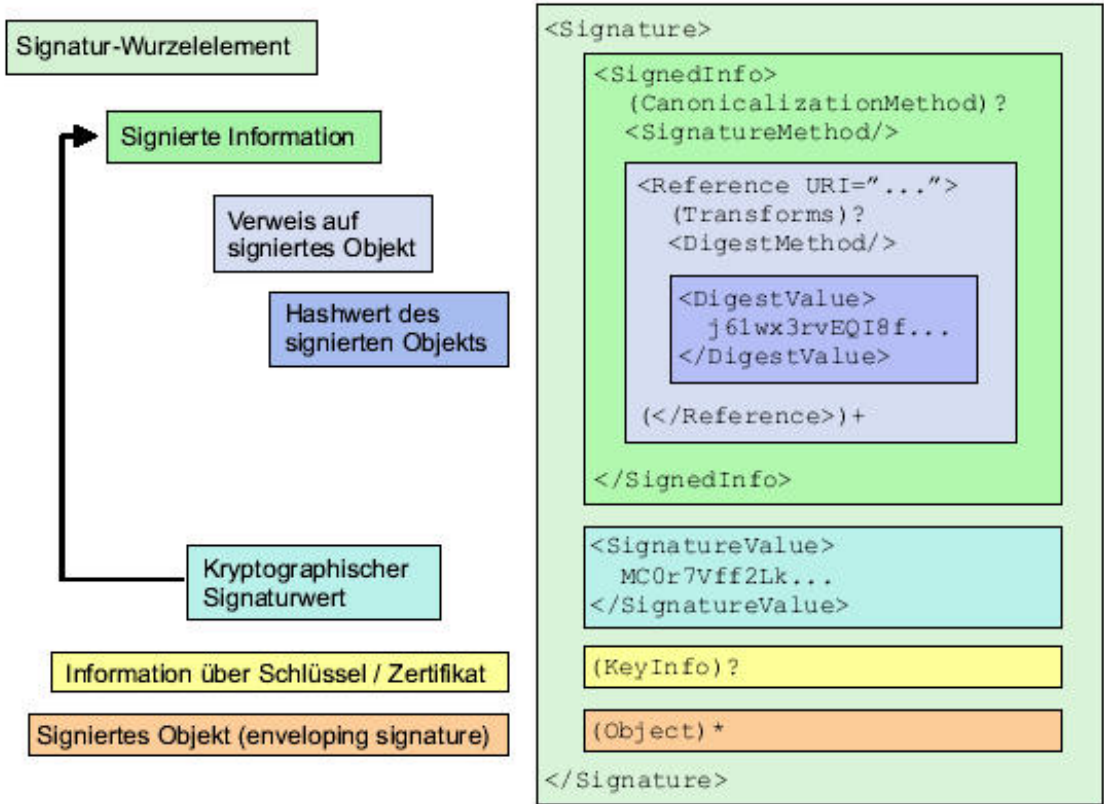 Signatur-Wurzelelement
Signierte Information
Verweis auf
signiertes Objekt
Hashwert des
signierten Objekts
Kryptographischer
Signaturwert
Information über Schlüssel / Zertifikat
Signiertes Objekt (enveloping signature)
<Signature>
<SignedInfo>
(CanonicalizationMethod)?
<SignatureMethod/>
<Reference URI="...">
(Transforms)?
<DigestMethod/>
<DigestValue>
j61wx3rvEQI8f...
</DigestValue>
(</Reference>)+
</SignedInfo>
<SignatureValue>
MC0r7Vff2Lk...
</SignatureValue>
(KeyInfo)?
(Object)*
</Signature>